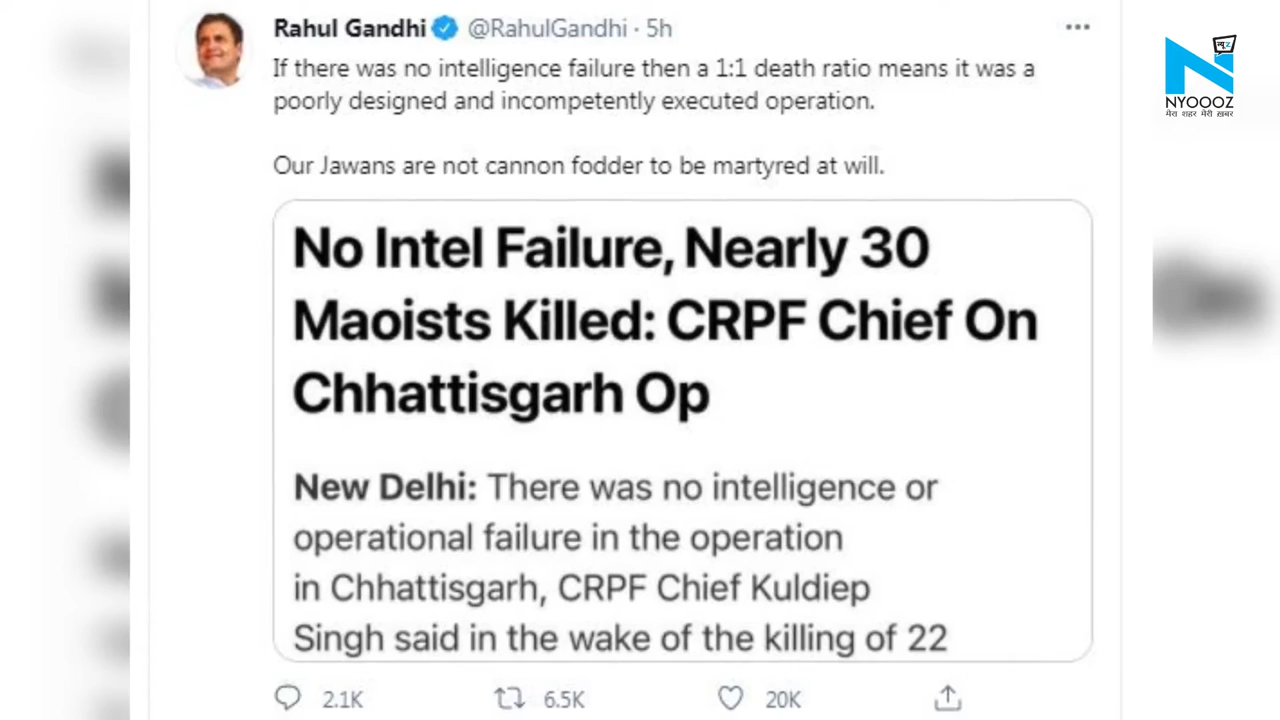 Rahul Gandhi @RahulGandhi · 5h
If there was no intelligence failure then a 1:1 death ratio means it was a
poorly designed and incompetently executed operation.
Our Jawans are not cannon fodder to be martyred at will.
No Intel Failure, Nearly 30
Maoists Killed: CRPF Chief On
Chhattisgarh Op
New Delhi: There was no intelligence or
operational failure in the operation
in Chhattisgarh, CRPF Chief Kuldiep
Singh said in the wake of the killing of 22
2.1K 6.5K 20K
न्यूz
NYOOOZ
मेरा शहर मेरी ख़बर